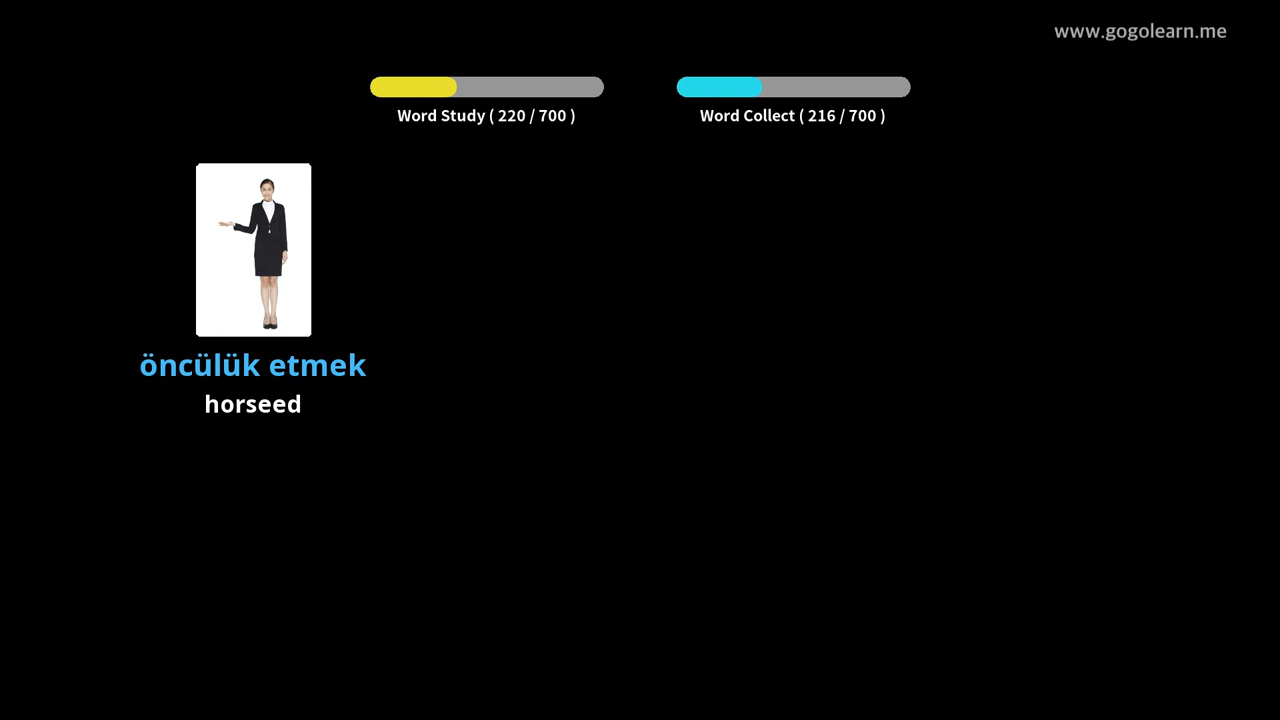 www.gogolearn.me
Word Study ( 220 / 700 )
Word Collect ( 216 / 700 )
öncülük etmek
horseed